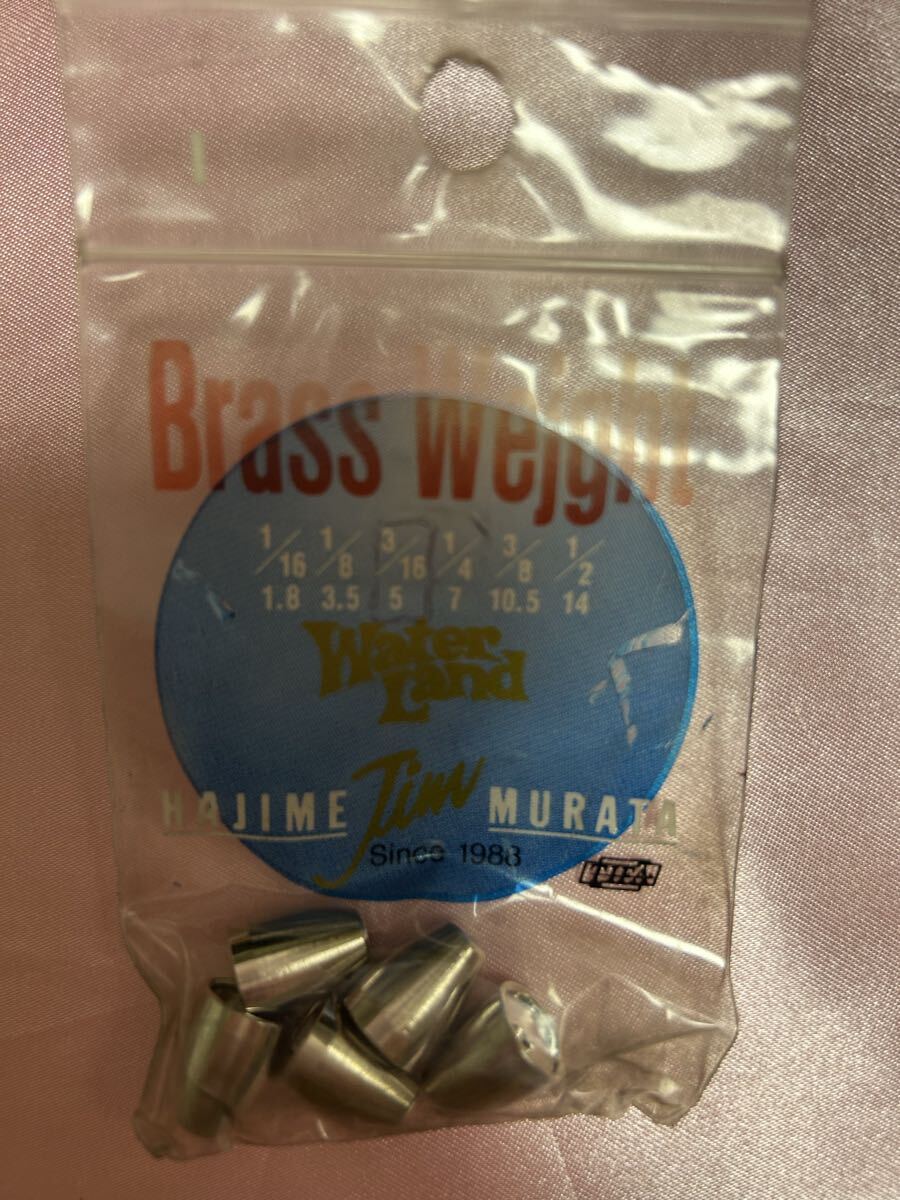 Brass Weight
1/16 1/8 3/16 1/4 3/8 1/2
1.8 3.5 5 7 10.5 14
Water Land
HAJIME Jim MURATA
Since 1988